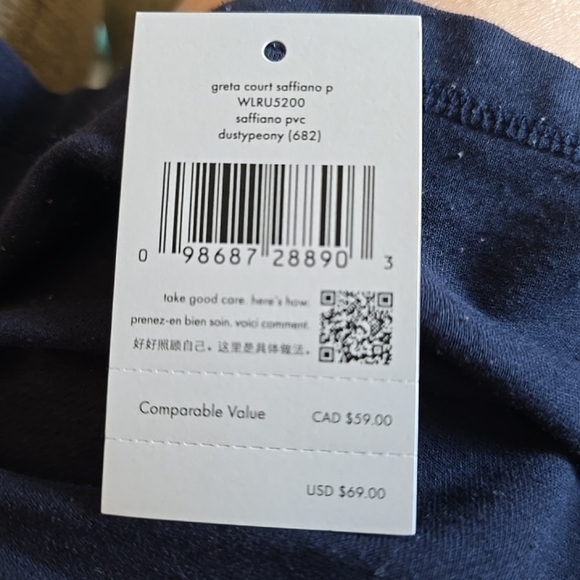 greta court saffiano p
WLRU5200
saffiano pvc
dustypeony (682)
0 98687 28890 3
take good care. here's how.
prenez-en bien soin. voici comment.
好好照顾自己。这里是具体做法。
Comparable Value CAD $59.00
USD $69.00